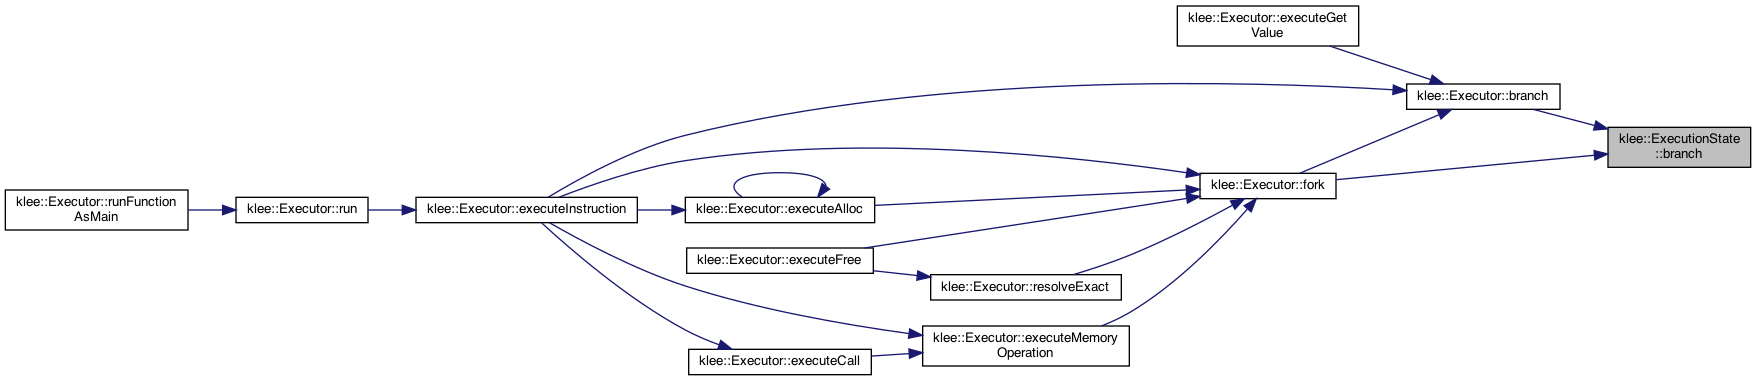 klee::Executor::executeGet
Value
klee::Executor::branch
klee::ExecutionState
::branch
klee::Executor::fork
klee::Executor::runFunction
AsMain
klee::Executor::run
klee::Executor::executeInstruction
klee::Executor::executeAlloc
klee::Executor::executeFree
klee::Executor::resolveExact
klee::Executor::executeMemory
Operation
klee::Executor::executeCall